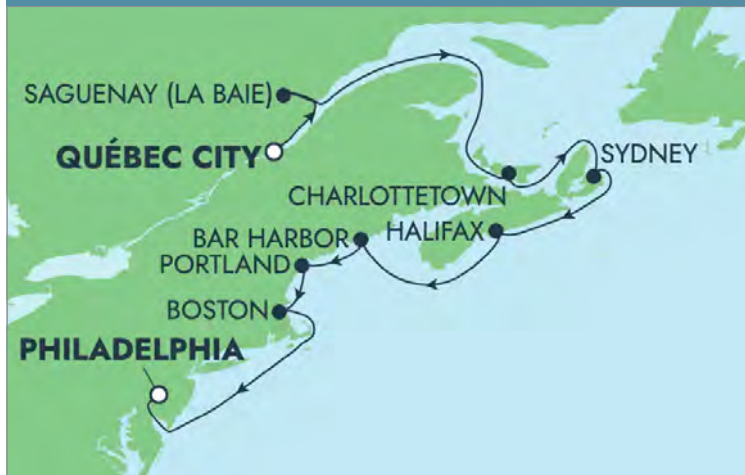 SAGUENAY (LA BAIE)
QUÉBEC CITY
SYDNEY
CHARLOTTETOWN
BAR HARBOR
HALIFAX
PORTLAND
BOSTON
PHILADELPHIA